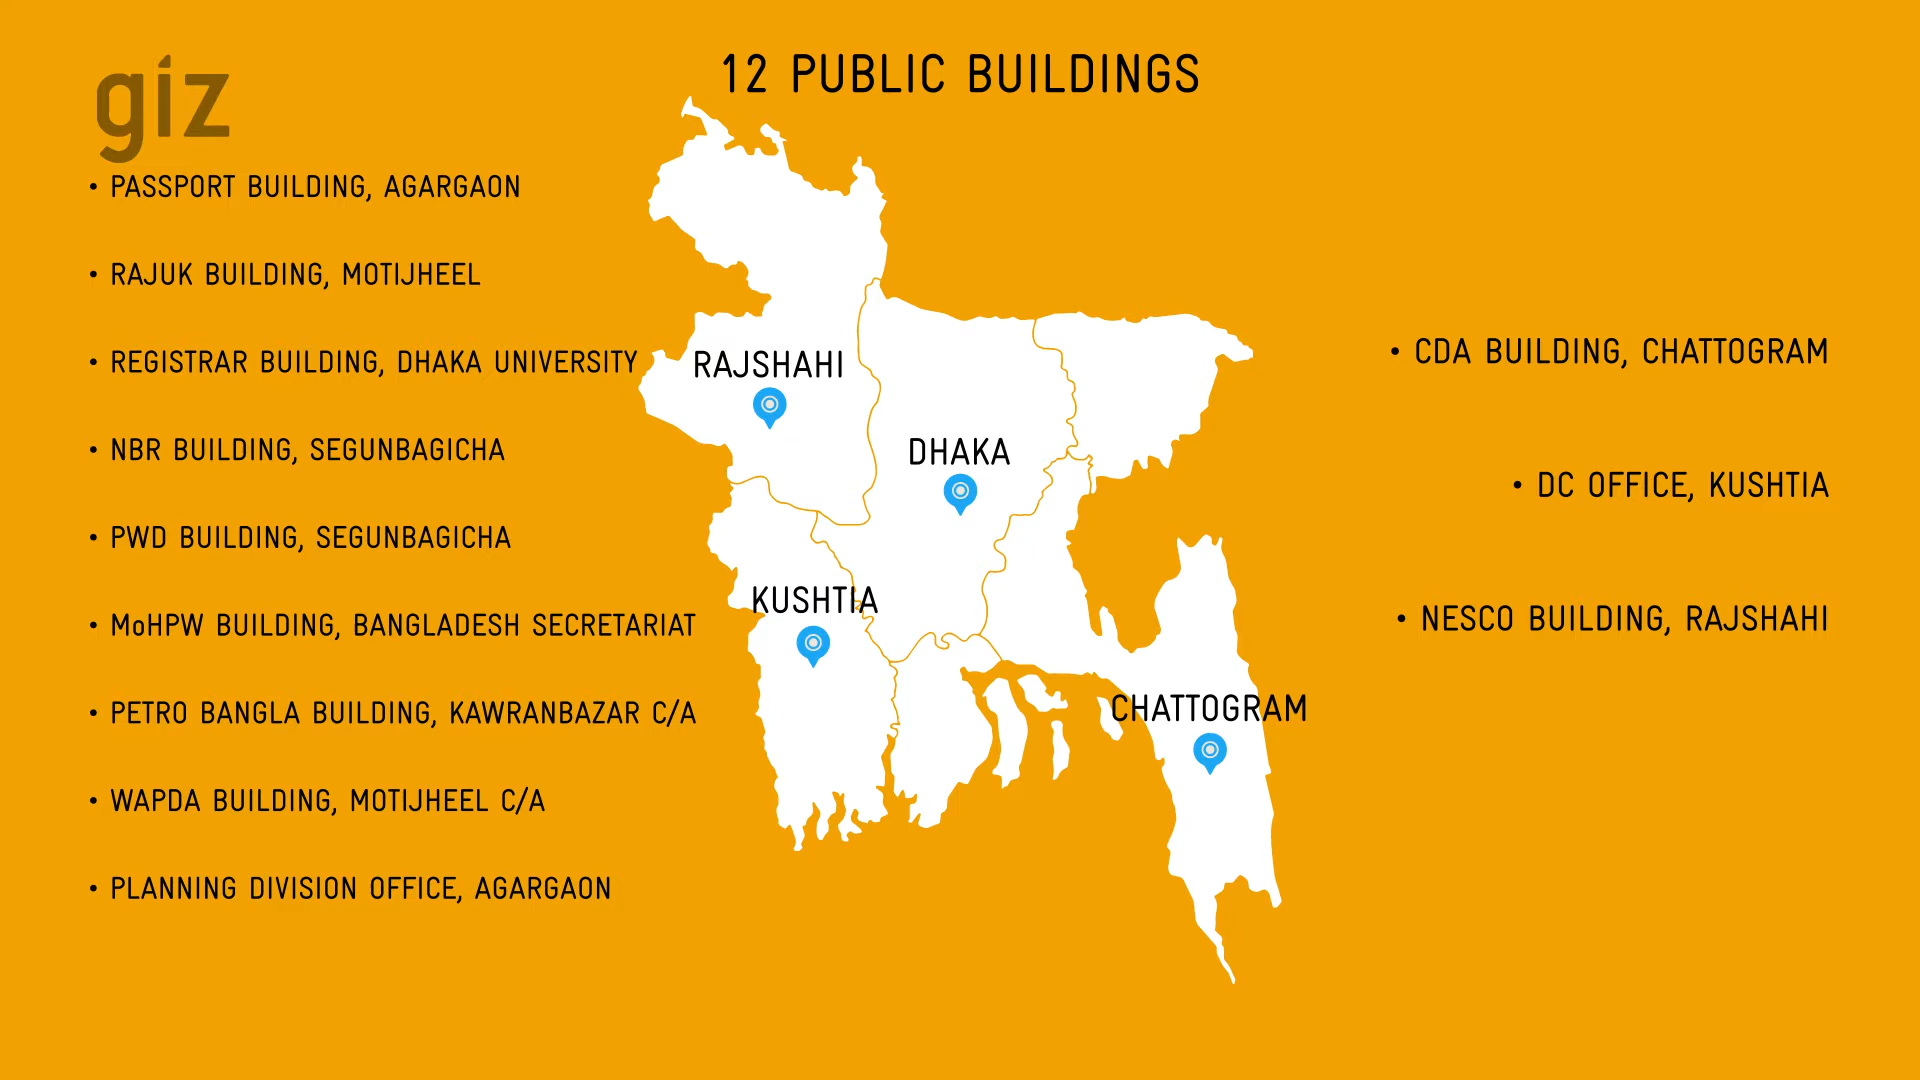 giz
12 PUBLIC BUILDINGS
• PASSPORT BUILDING, AGARGAON
• RAJUK BUILDING, MOTIJHEEL
• REGISTRAR BUILDING, DHAKA UNIVERSITY
• NBR BUILDING, SEGUNBAGICHA
• PWD BUILDING, SEGUNBAGICHA
• MoHPW BUILDING, BANGLADESH SECRETARIAT
• PETRO BANGLA BUILDING, KAWRANBAZAR C/A
• WAPDA BUILDING, MOTIJHEEL C/A
• PLANNING DIVISION OFFICE, AGARGAON
RAJSHAHI
DHAKA
KUSHTIA
CHATTOGRAM
• CDA BUILDING, CHATTOGRAM
• DC OFFICE, KUSHTIA
• NESCO BUILDING, RAJSHAHI